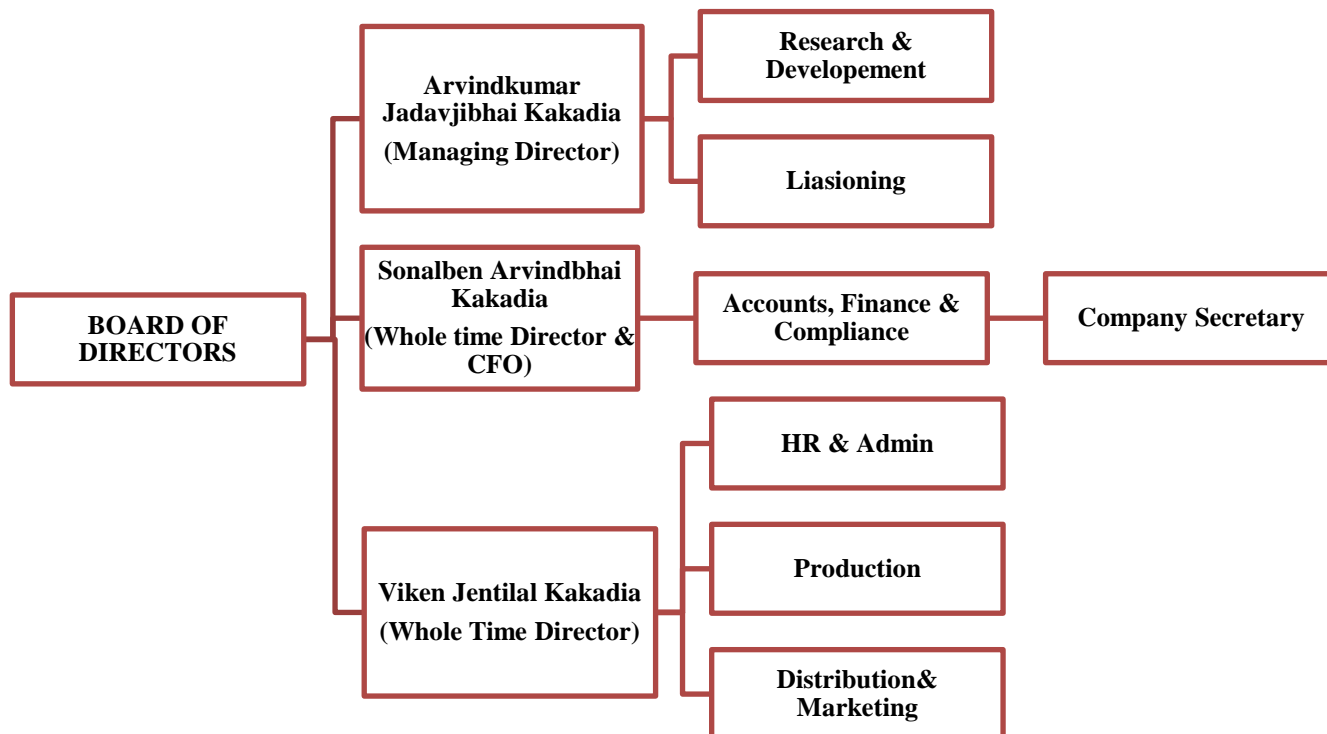 BOARD OF
DIRECTORS
Arvindkumar
Jadavjibhai Kakadia
(Managing Director)
Research &
Developement
Liasioning
Sonalben Arvindbhai
Kakadia
(Whole time Director &
CFO)
Accounts, Finance &
Compliance
Company Secretary
Viken Jentilal Kakadia
(Whole Time Director)
HR & Admin
Production
Distribution&
Marketing